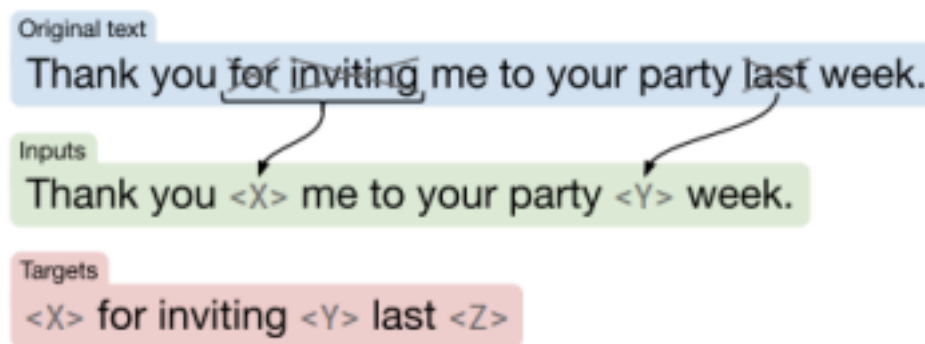 Original text
Thank you for inviting me to your party last week.
Inputs
Thank you <X> me to your party <Y> week.
Targets
<X> for inviting <Y> last <Z>